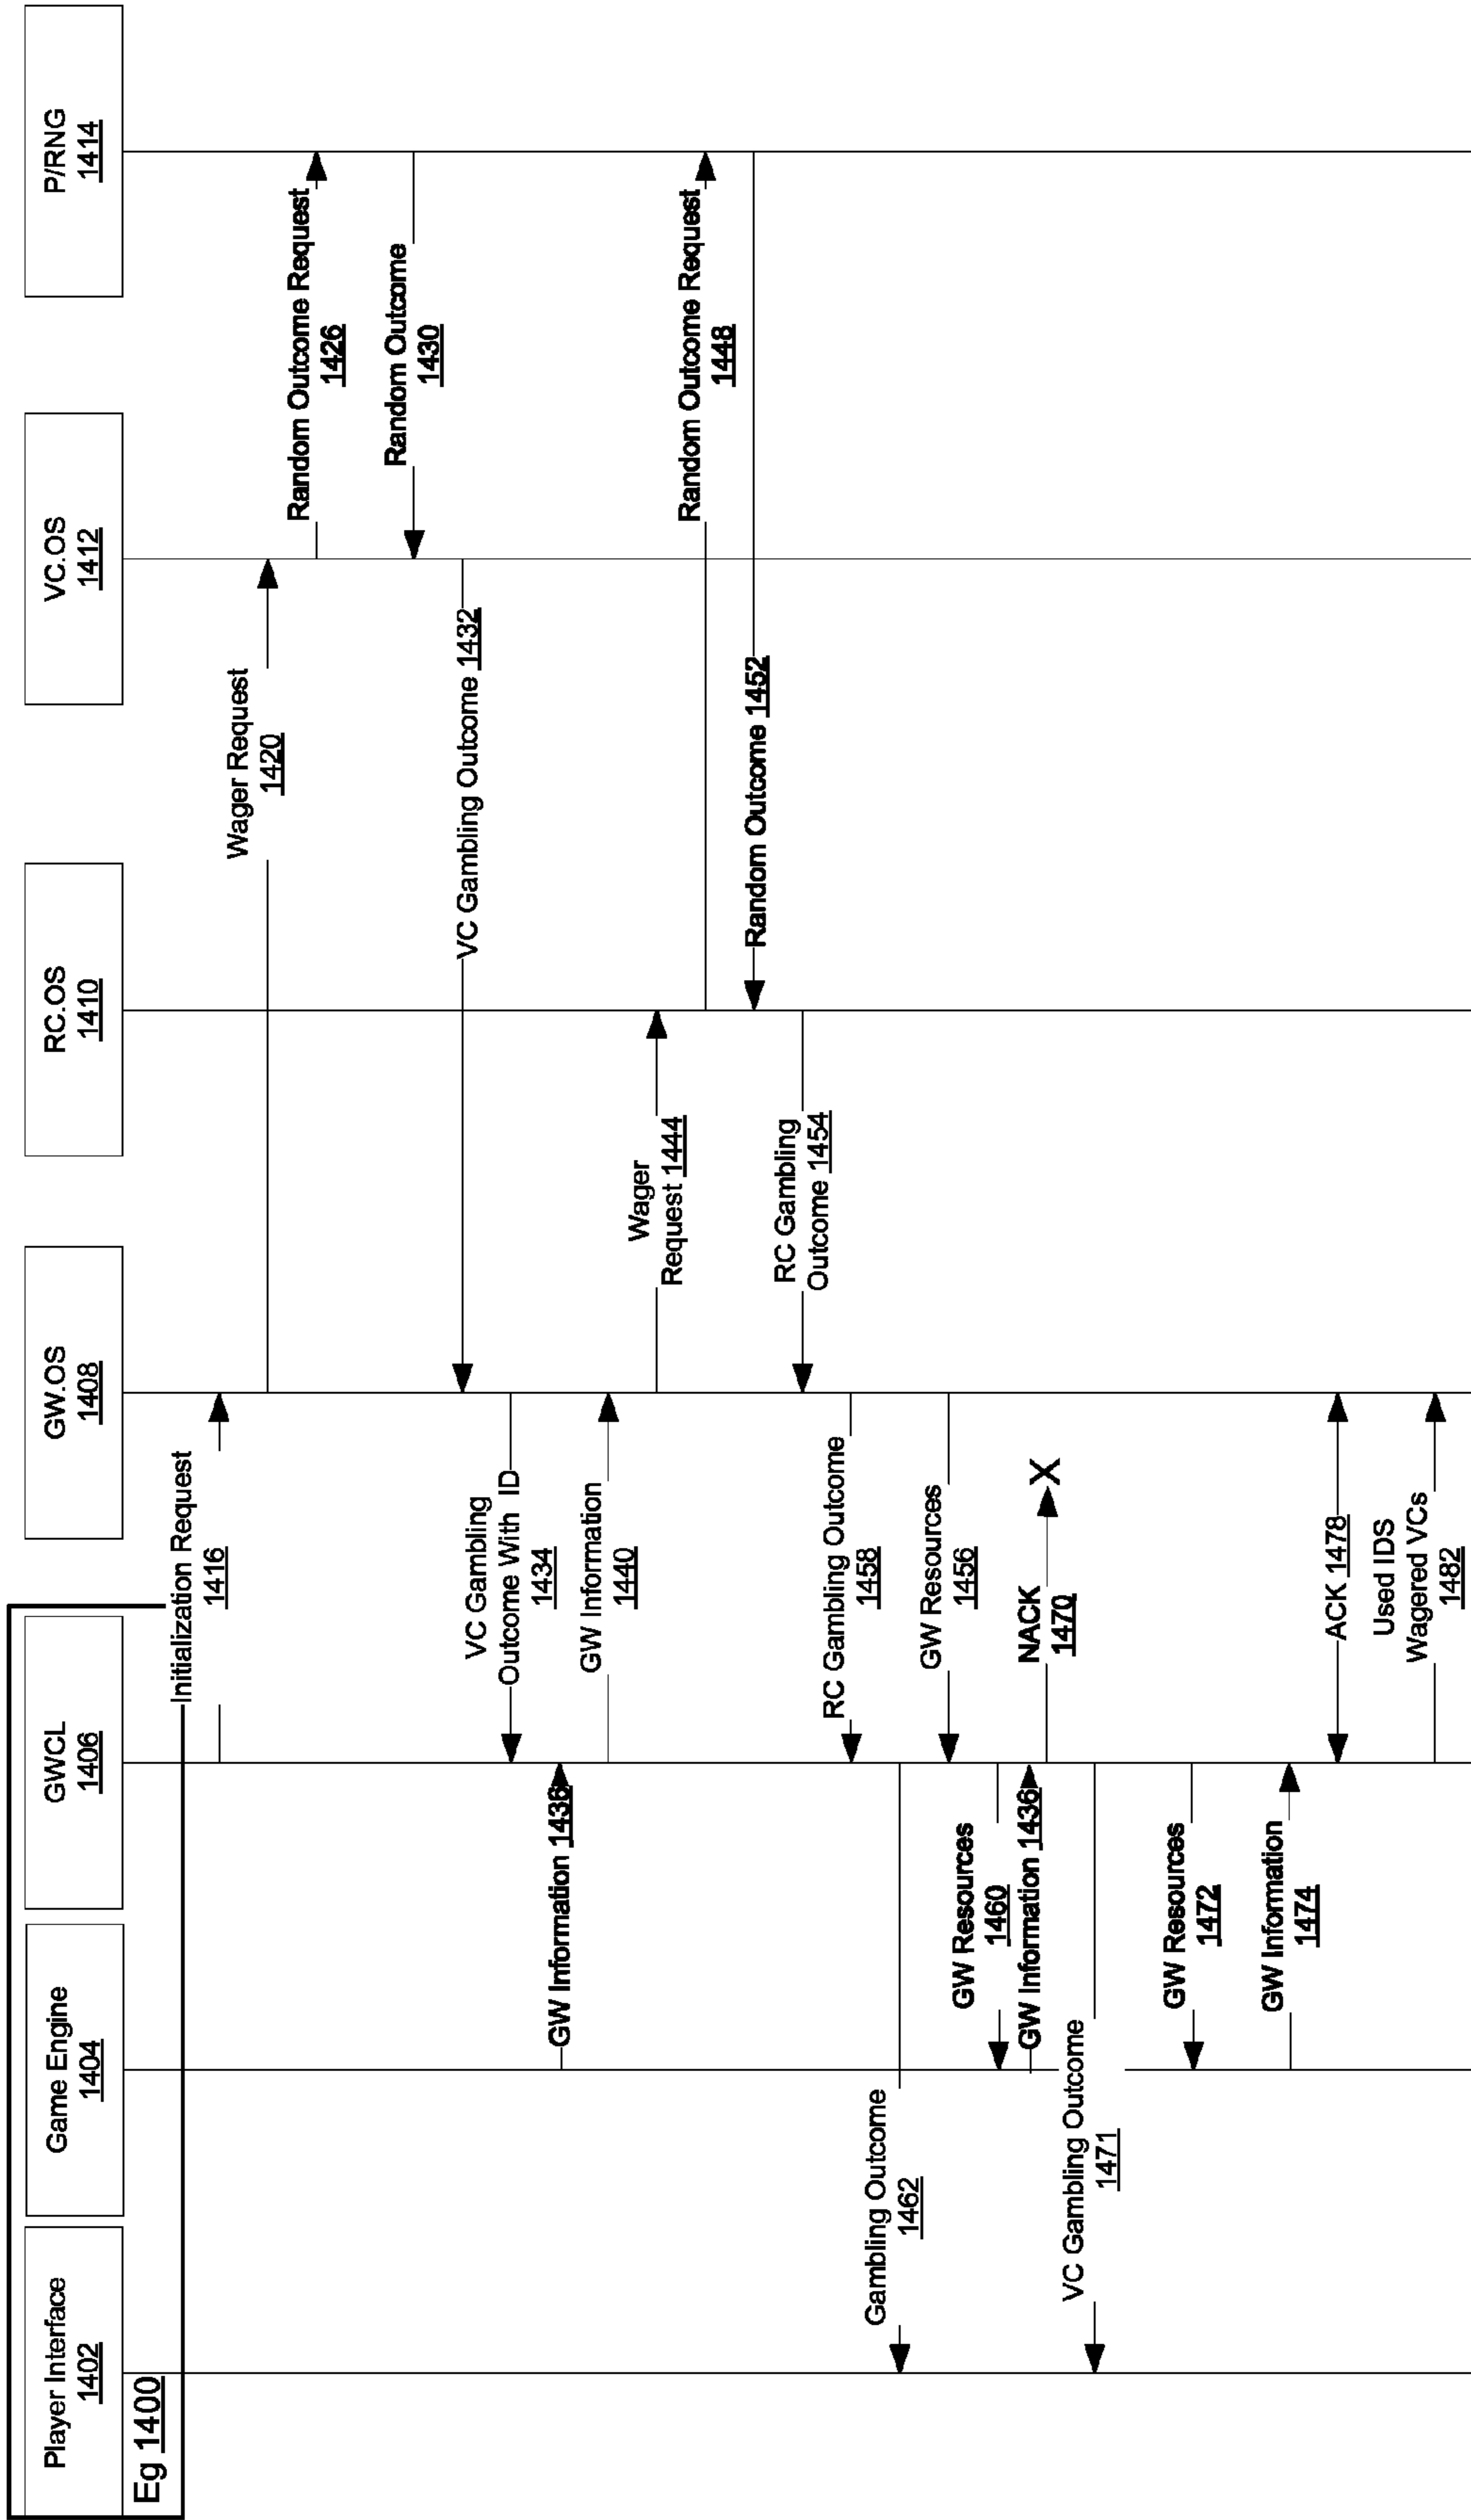 Player Interface
1402
Game Engine
1404
GWCL
1406
GW.OS
1408
RC.OS
1410
VC.OS
1412
P/RNG
1414
Eg 1400
Initialization Request
1416
Wager Request
1420
Random Outcome Request
1426
Random Outcome
1430
VC Gambling Outcome 1432
VC Gambling
Outcome With ID
1434
GW Information 1436
GW Information
1440
Wager
Request 1444
Random Outcome Request
1448
Random Outcome 1452
RC Gambling
Outcome 1454
RC Gambling Outcome
1458
Gambling Outcome
1462
GW Resources
1456
GW Resources
1460
GW Information 1436
NACK
1470
X
VC Gambling Outcome
1471
GW Resources
1472
GW Information
1474
ACK 1478
Used IDS
Wagered VCs
1482